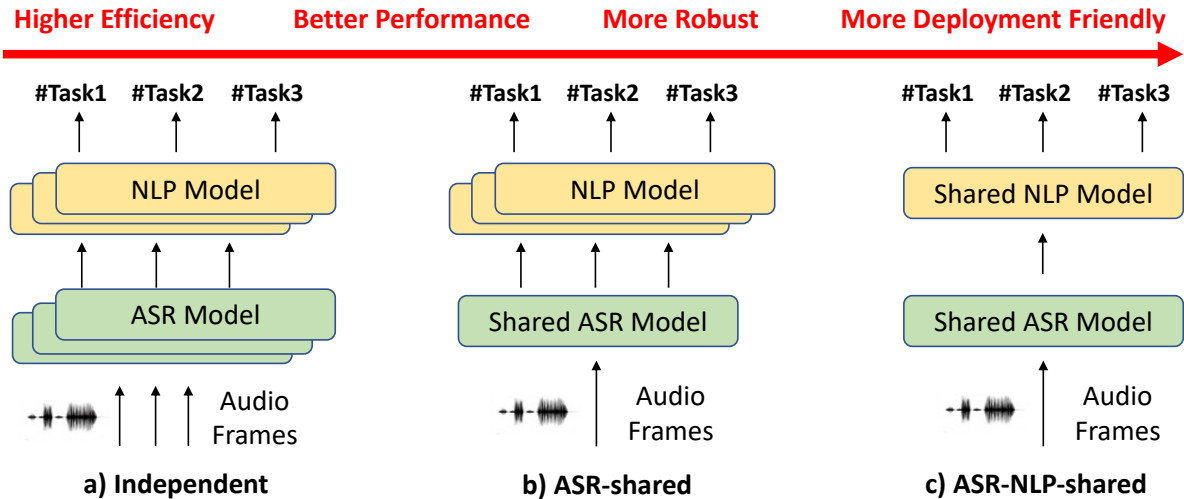 Higher Efficiency Better Performance More Robust More Deployment Friendly
#Task1 #Task2 #Task3
NLP Model
ASR Model
Audio
Frames
a) Independent
#Task1 #Task2 #Task3
NLP Model
Shared ASR Model
Audio
Frames
b) ASR-shared
#Task1 #Task2 #Task3
Shared NLP Model
Shared ASR Model
Audio
Frames
c) ASR-NLP-shared